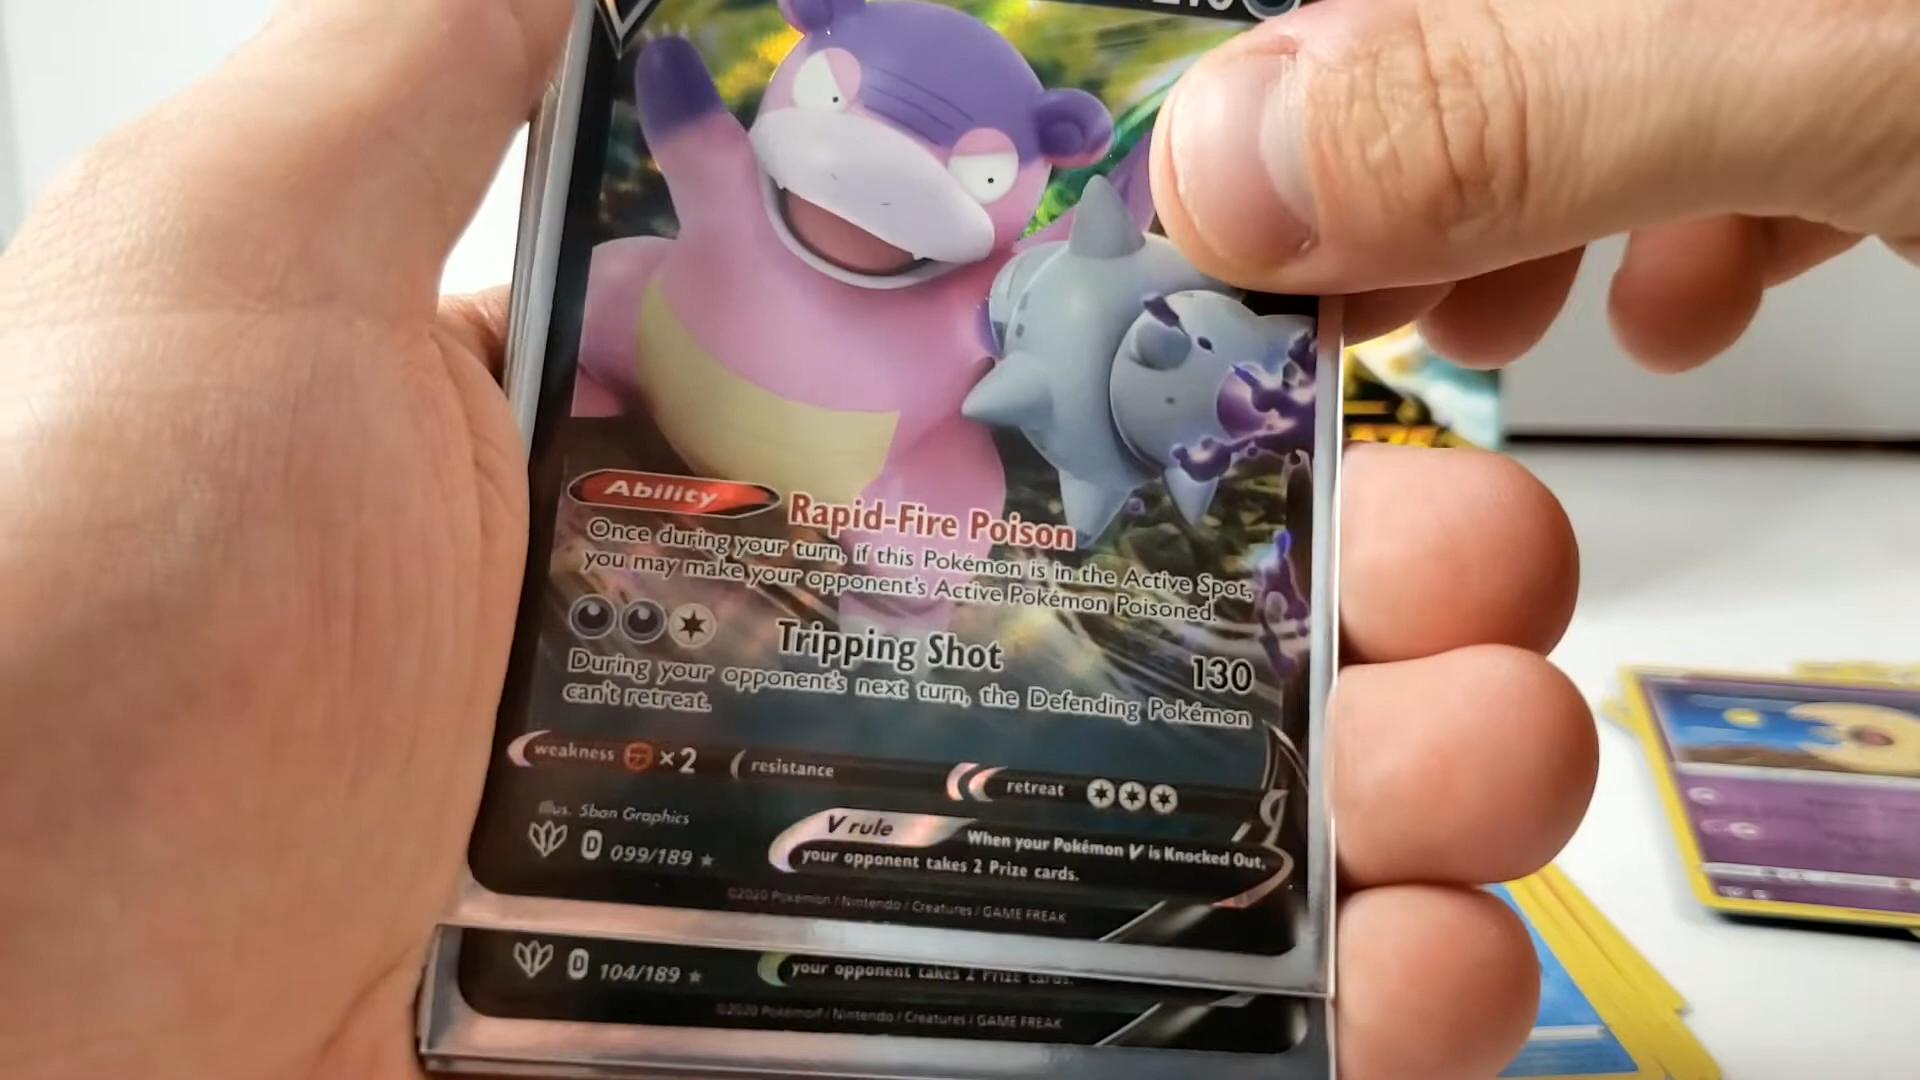 Ability Rapid-Fire Poison
Once during your turn, if this Pokémon is in the Active Spot,
you may make your opponent's Active Pokémon Poisoned.
Tripping Shot 130
During your opponent's next turn, the Defending Pokémon
can't retreat.
weakness ×2 resistance retreat
Illus. Sban Graphics
V rule When your Pokémon V is Knocked Out,
D 099/189 your opponent takes 2 Prize cards.
©2020 Pokémon / Nintendo / Creatures / GAME FREAK
D 104/189 your opponent takes 2 Prize cards.
©2020 Pokémon / Nintendo / Creatures / GAME FREAK